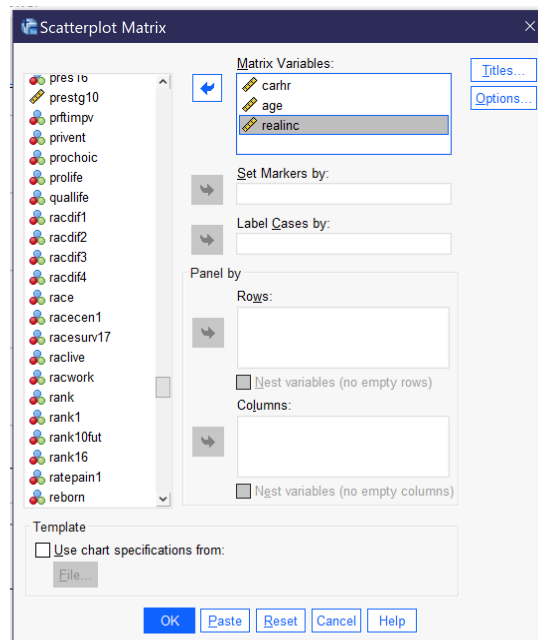 Scatterplot Matrix
pres16
prestg10
prftimpv
privent
prochoic
prolife
quallife
racdif1
racdif2
racdif3
racdif4
race
racecen1
racesurv17
raclive
racwork
rank
rank1
rank10fut
rank16
ratepain1
reborn
Matrix Variables:
carhr
age
realinc
Set Markers by:
Label Cases by:
Panel by
Rows:
Nest variables (no empty rows)
Columns:
Nest variables (no empty columns)
Titles...
Options...
Template
Use chart specifications from:
File...
OK Paste Reset Cancel Help